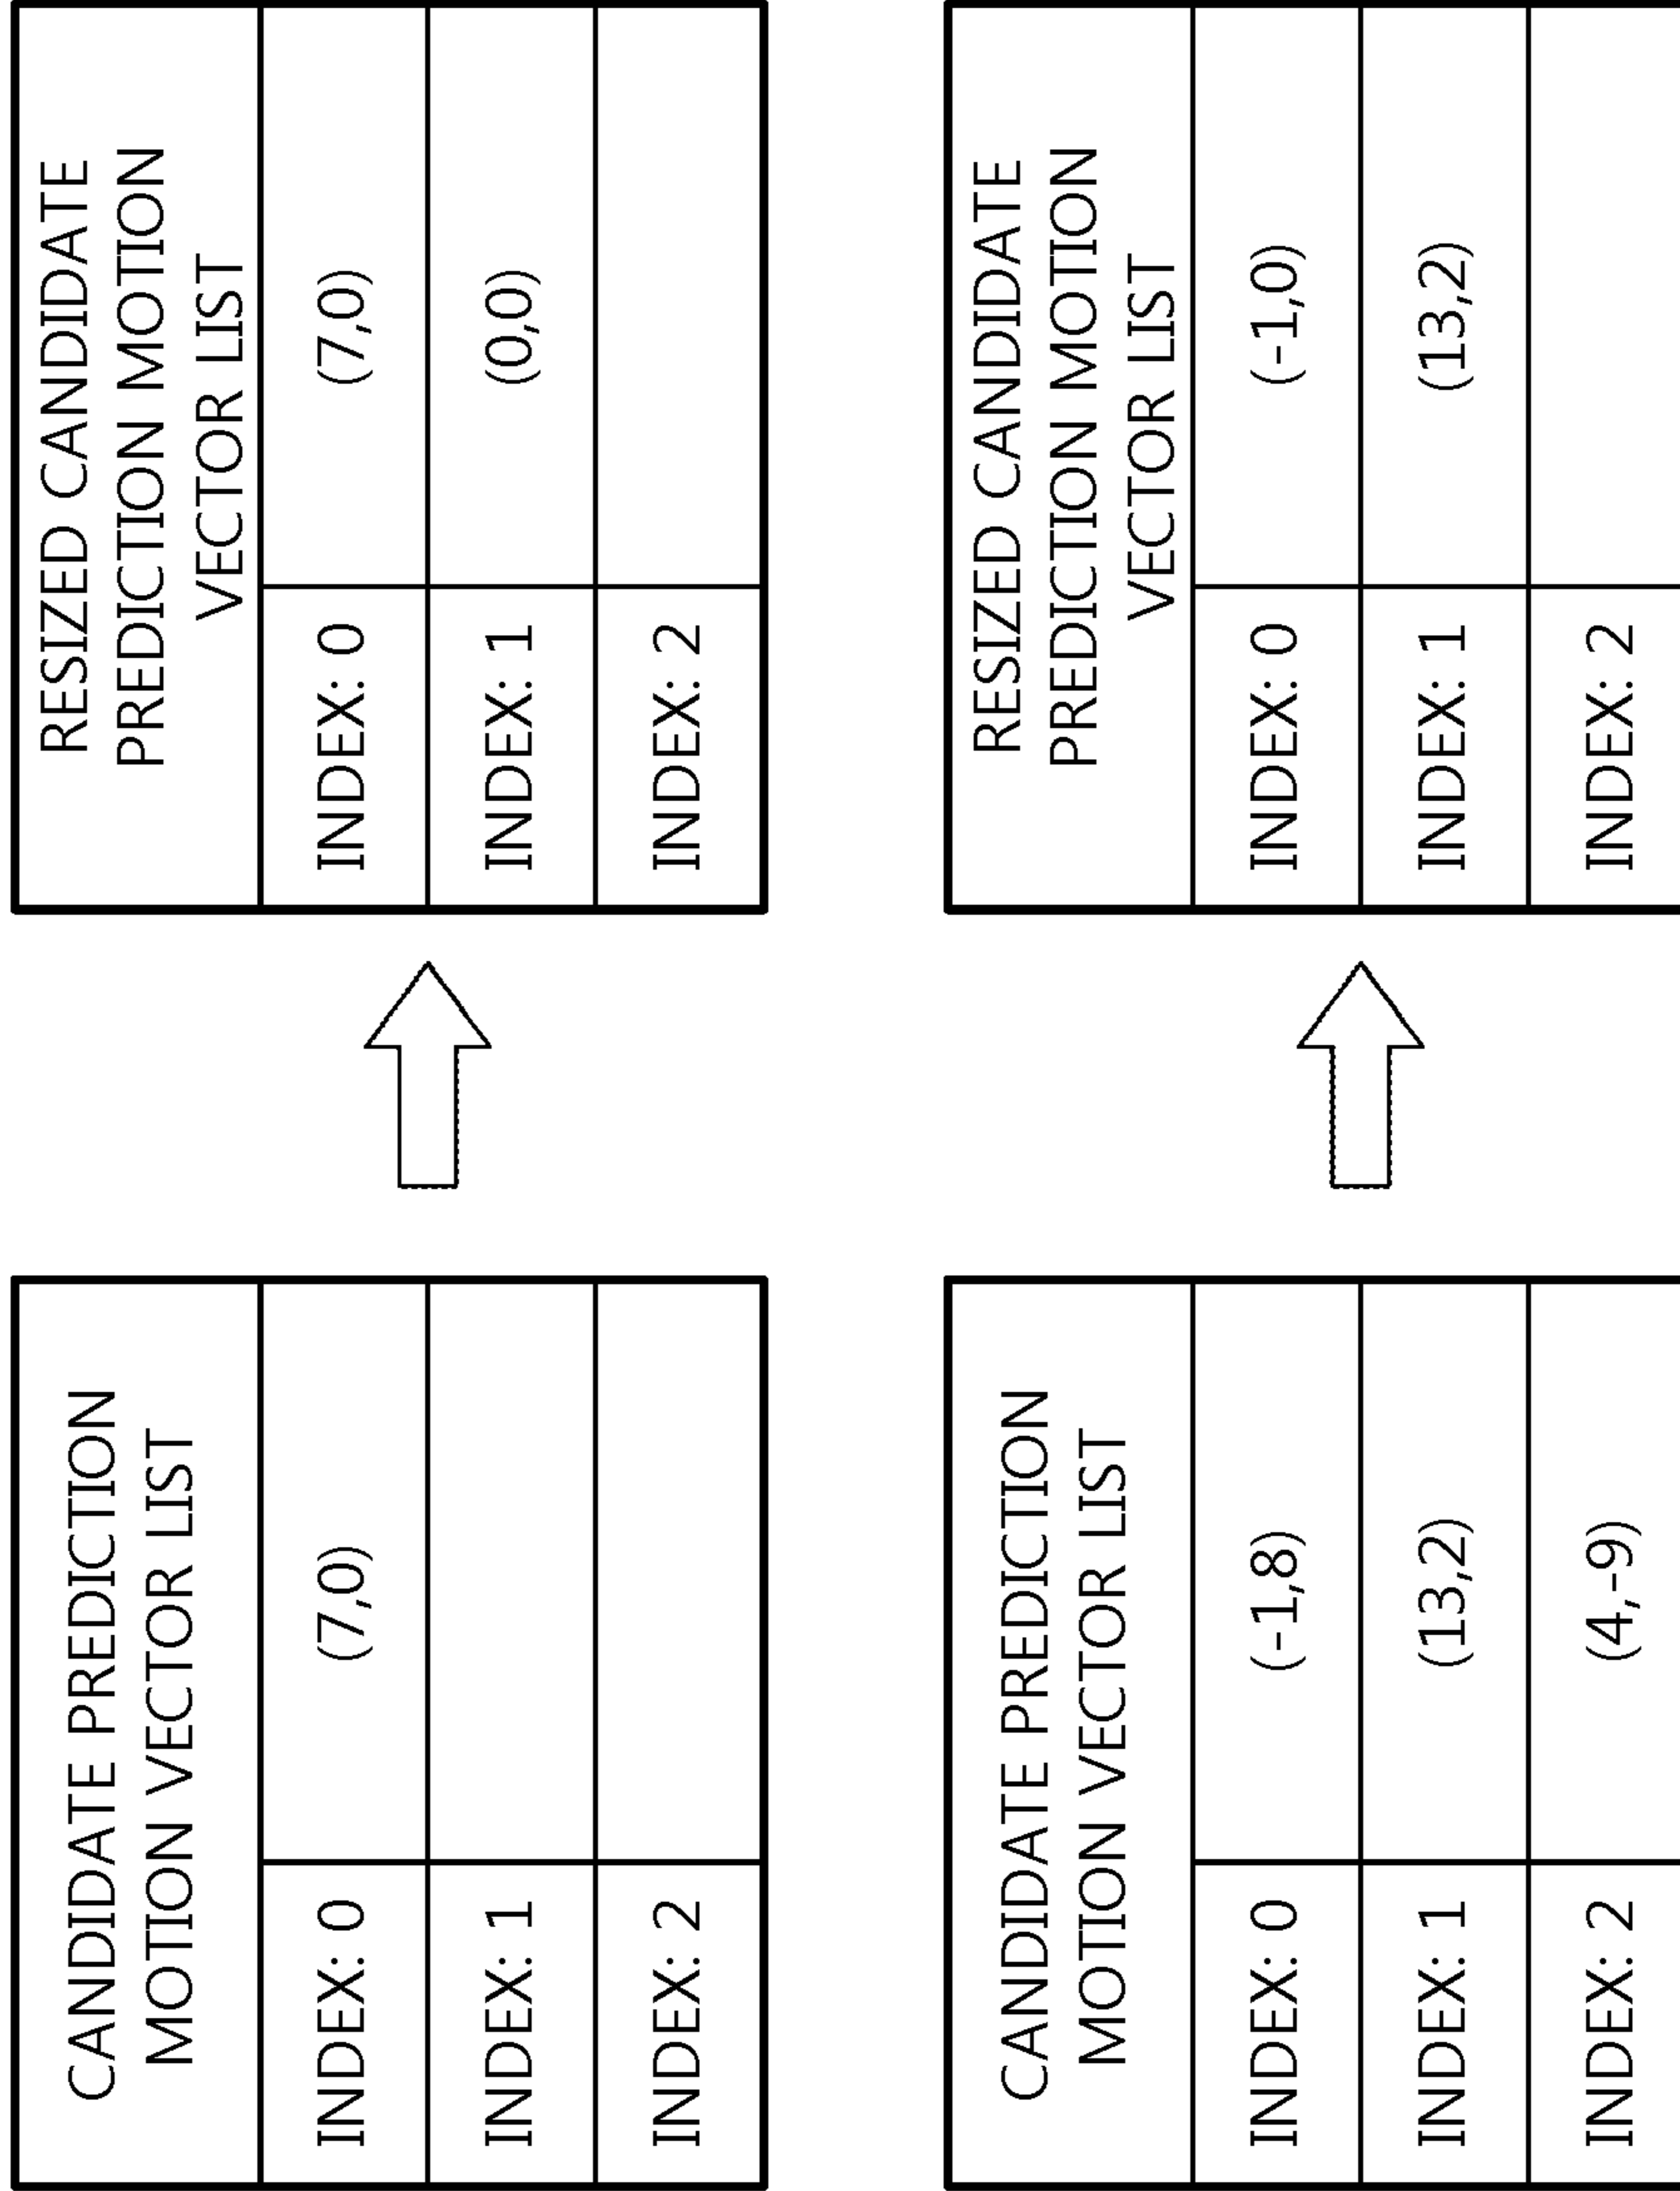 CANDIDATE PREDICTION
MOTION VECTOR LIST
INDEX: 0 (7,0)
INDEX: 1
INDEX: 2
RESIZED CANDIDATE
PREDICTION MOTION
VECTOR LIST
INDEX: 0 (7,0)
INDEX: 1 (0,0)
INDEX: 2
CANDIDATE PREDICTION
MOTION VECTOR LIST
INDEX: 0 (-1,8)
INDEX: 1 (13,2)
INDEX: 2 (4,-9)
RESIZED CANDIDATE
PREDICTION MOTION
VECTOR LIST
INDEX: 0 (-1,0)
INDEX: 1 (13,2)
INDEX: 2